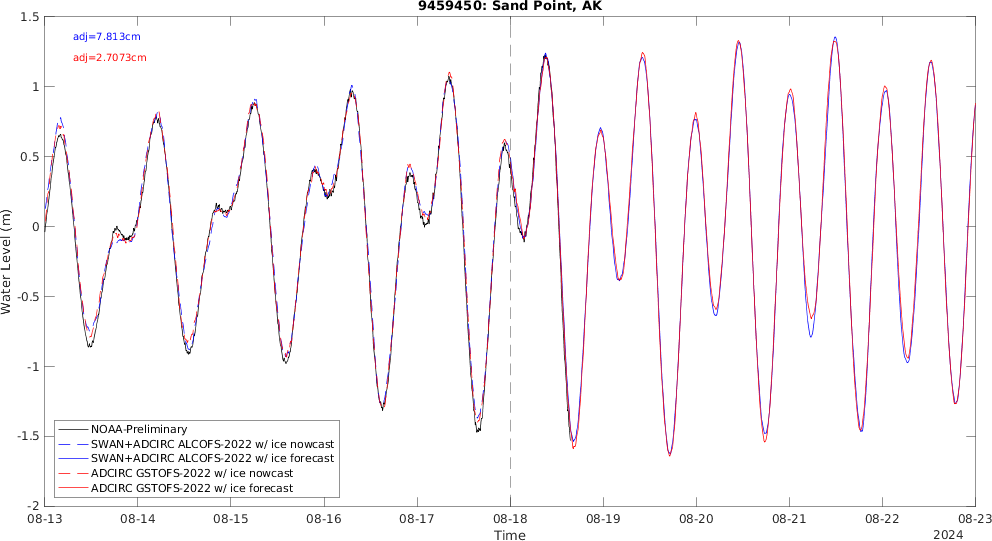 9459450: Sand Point, AK
adj=7.813cm
adj=2.7073cm
1.5
1
0.5
0
-0.5
-1
-1.5
-2
Water Level (m)
NOAA-Preliminary
SWAN+ADCIRC ALCOFS-2022 w/ ice nowcast
SWAN+ADCIRC ALCOFS-2022 w/ ice forecast
ADCIRC GSTOFS-2022 w/ ice nowcast
ADCIRC GSTOFS-2022 w/ ice forecast
08-13 08-14 08-15 08-16 08-17 08-18 08-19 08-20 08-21 08-22 08-23
Time
2024